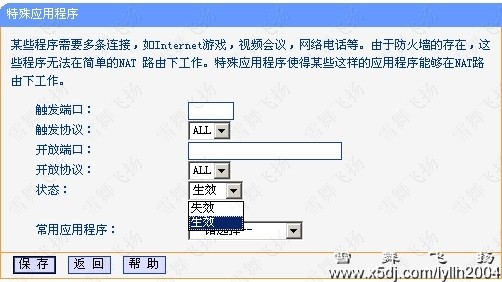 特殊应用程序
某些程序需要多条连接，如Internet游戏，视频会议，网络电话等。由于防火墙的存在，这
些程序无法在简单的NAT 路由下工作。特殊应用程序使得某些这样的应用程序能够在NAT路
由下工作。
触发端口：
触发协议： ALL
开放端口：
开放协议： ALL
状态： 生效
失效
生效
常用应用程序： --请选择--
保 存 返 回 帮 助
雪 舞 飞 扬
www.x5dj.com/lyllh2004